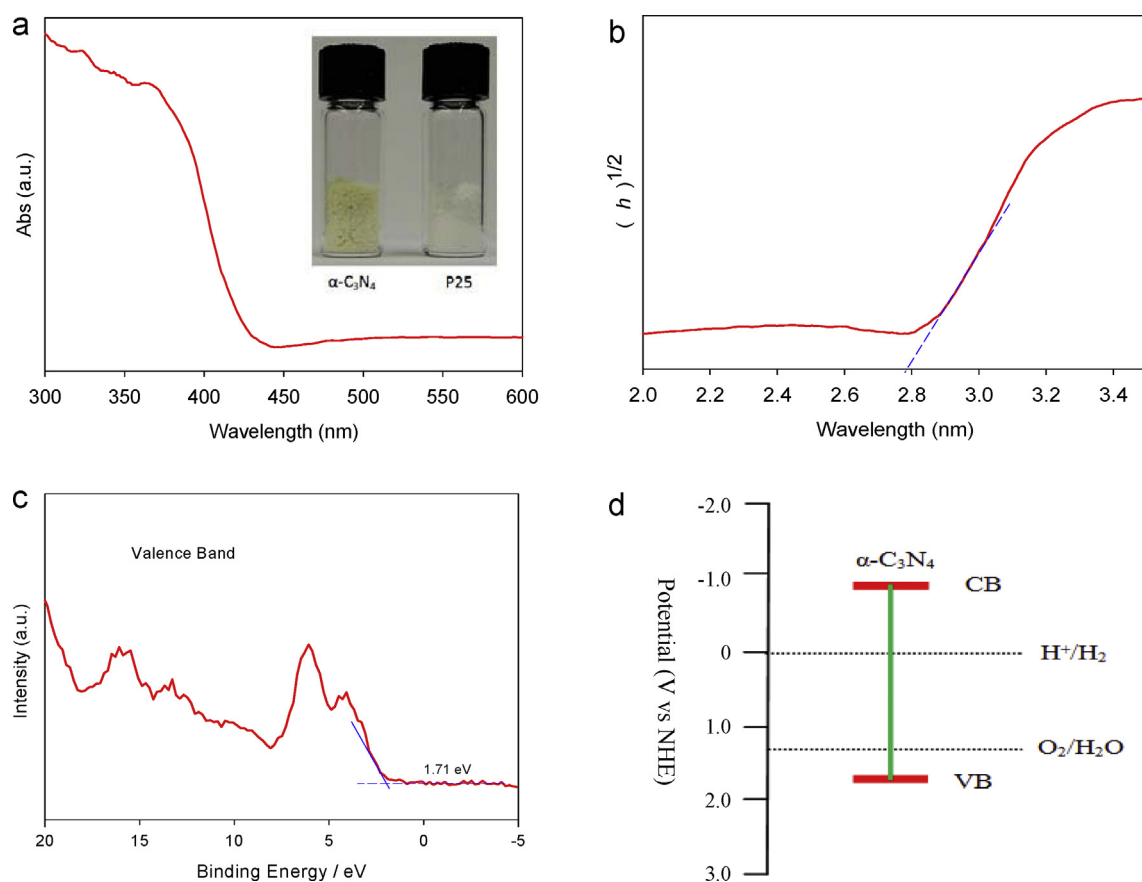 a
Abs (a.u.)
α-C₃N₄ P25
300 350 400 450 500 550 600
Wavelength (nm)
b
( h )1/2
2.0 2.2 2.4 2.6 2.8 3.0 3.2 3.4
Wavelength (nm)
c
Valence Band
Intensity (a.u.)
1.71 eV
20 15 10 5 0 -5
Binding Energy / eV
d
Potential (V vs NHE)
-2.0
-1.0
0
1.0
2.0
3.0
α-C₃N₄
CB
H⁺/H₂
O₂/H₂O
VB